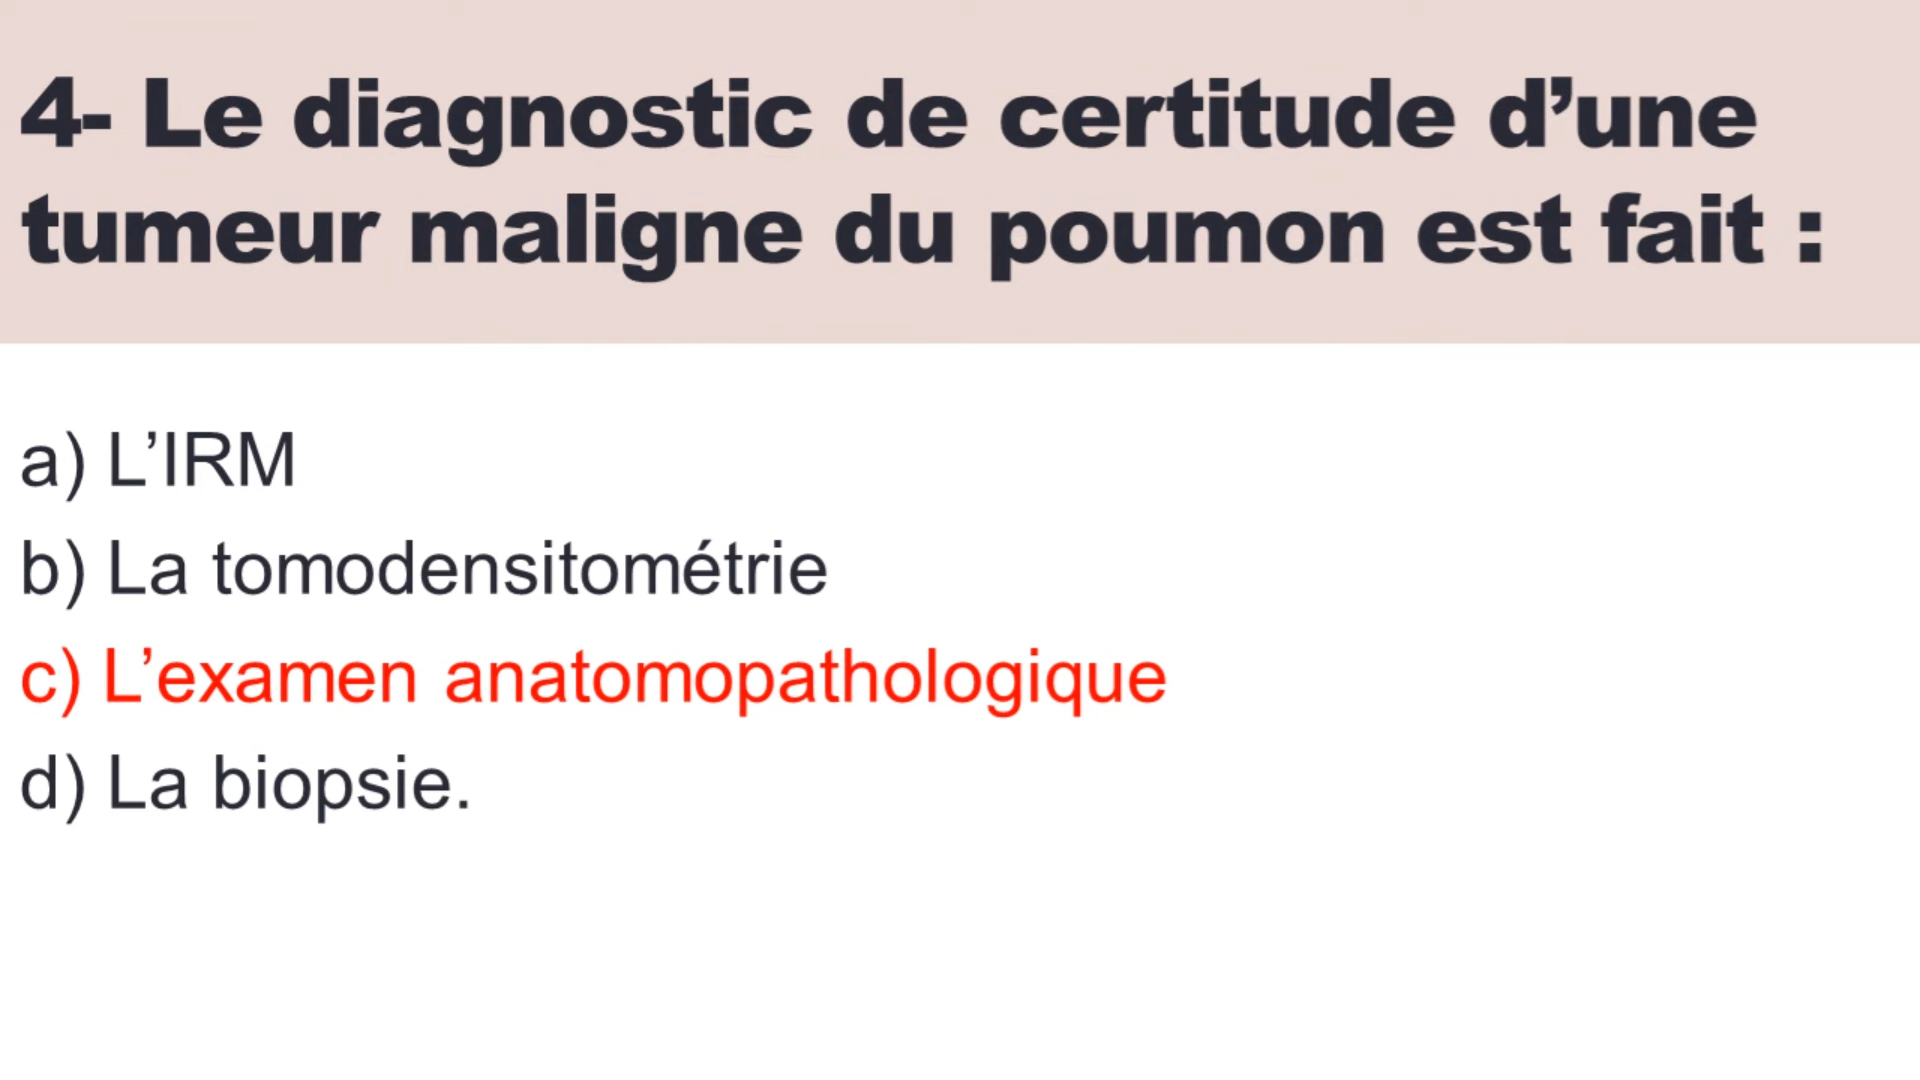 4- Le diagnostic de certitude d’une
tumeur maligne du poumon est fait :
a) L’IRM
b) La tomodensitométrie
c) L’examen anatomopathologique
d) La biopsie.